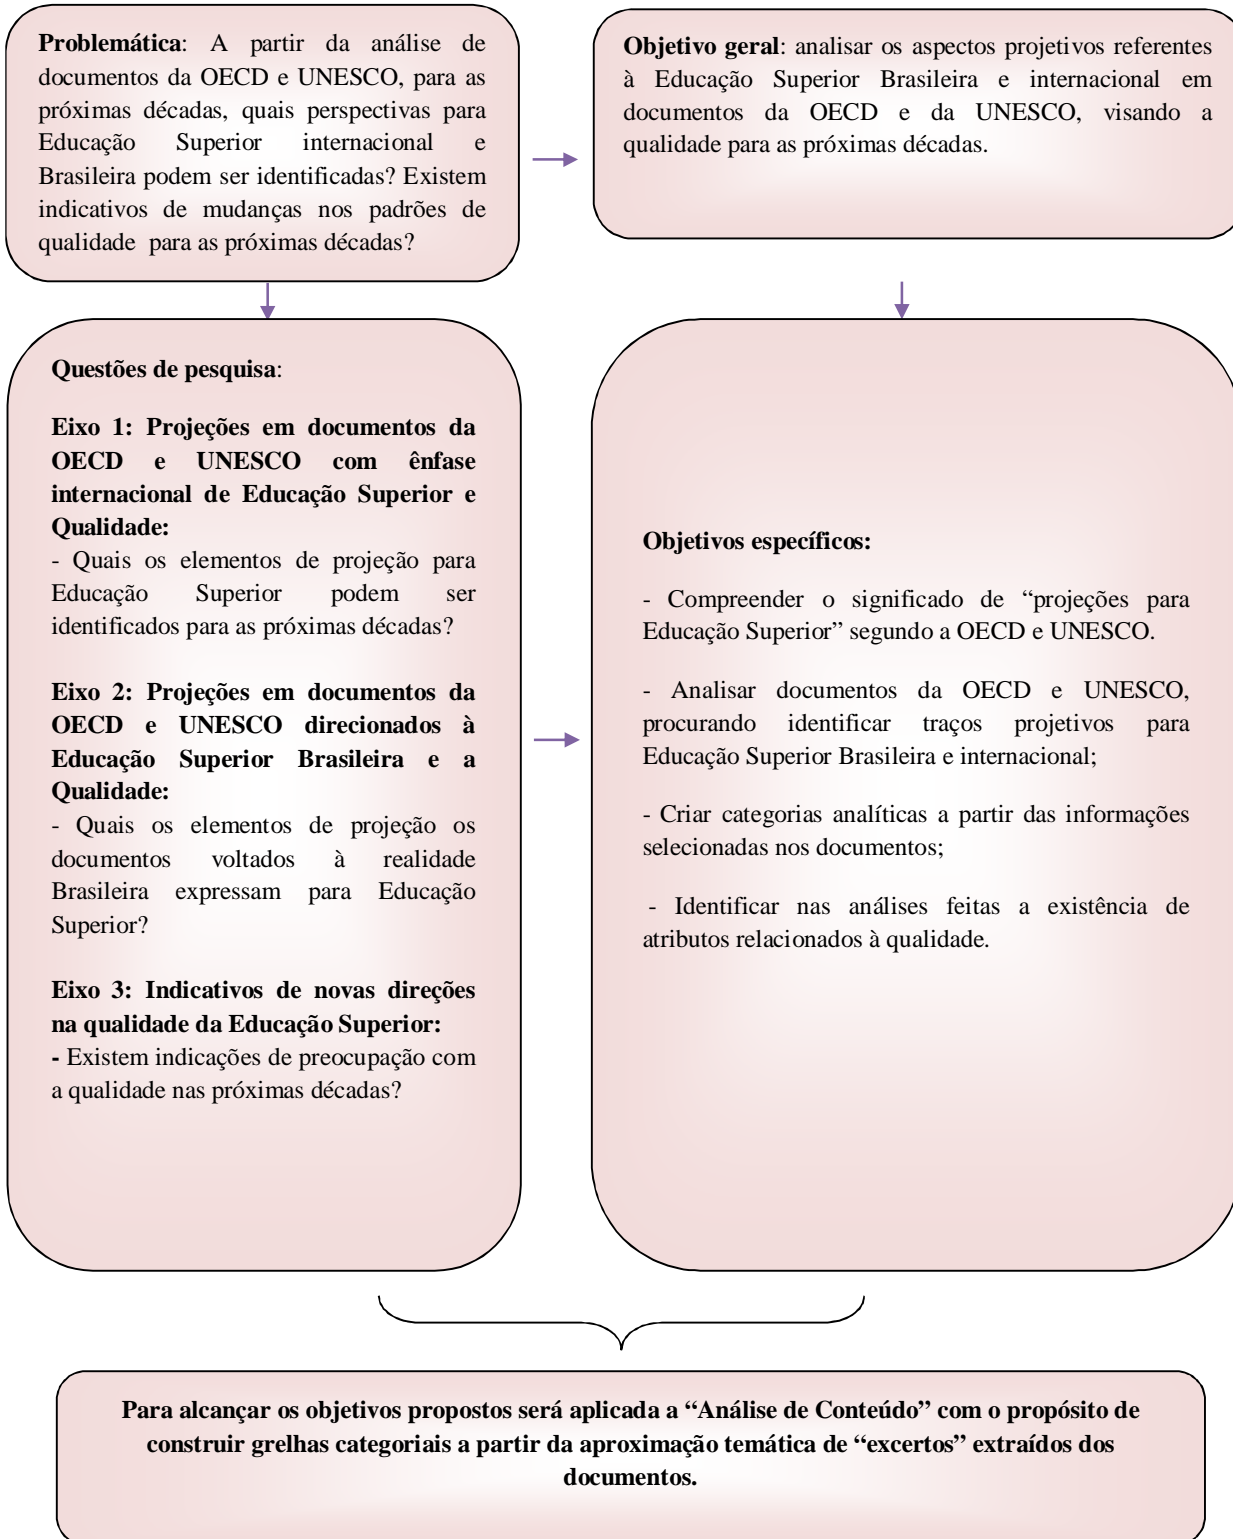 Problemática: A partir da análise de
documentos da OECD e UNESCO, para as
próximas décadas, quais perspectivas para
Educação Superior internacional e
Brasileira podem ser identificadas? Existem
indicativos de mudanças nos padrões de
qualidade para as próximas décadas?
Objetivo geral: analisar os aspectos projetivos referentes
à Educação Superior Brasileira e internacional em
documentos da OECD e da UNESCO, visando a
qualidade para as próximas décadas.
Questões de pesquisa:
Eixo 1: Projeções em documentos da
OECD e UNESCO com ênfase
internacional de Educação Superior e
Qualidade:
- Quais os elementos de projeção para
Educação Superior podem ser
identificados para as próximas décadas?
Eixo 2: Projeções em documentos da
OECD e UNESCO direcionados à
Educação Superior Brasileira e a
Qualidade:
- Quais os elementos de projeção os
documentos voltados à realidade
Brasileira expressam para Educação
Superior?
Eixo 3: Indicativos de novas direções
na qualidade da Educação Superior:
- Existem indicações de preocupação com
a qualidade nas próximas décadas?
Objetivos específicos:
- Compreender o significado de “projeções para
Educação Superior” segundo a OECD e UNESCO.
- Analisar documentos da OECD e UNESCO,
procurando identificar traços projetivos para
Educação Superior Brasileira e internacional;
- Criar categorias analíticas a partir das informações
selecionadas nos documentos;
- Identificar nas análises feitas a existência de
atributos relacionados à qualidade.
Para alcançar os objetivos propostos será aplicada a “Análise de Conteúdo” com o propósito de
construir grelhas categoriais a partir da aproximação temática de “excertos” extraídos dos
documentos.